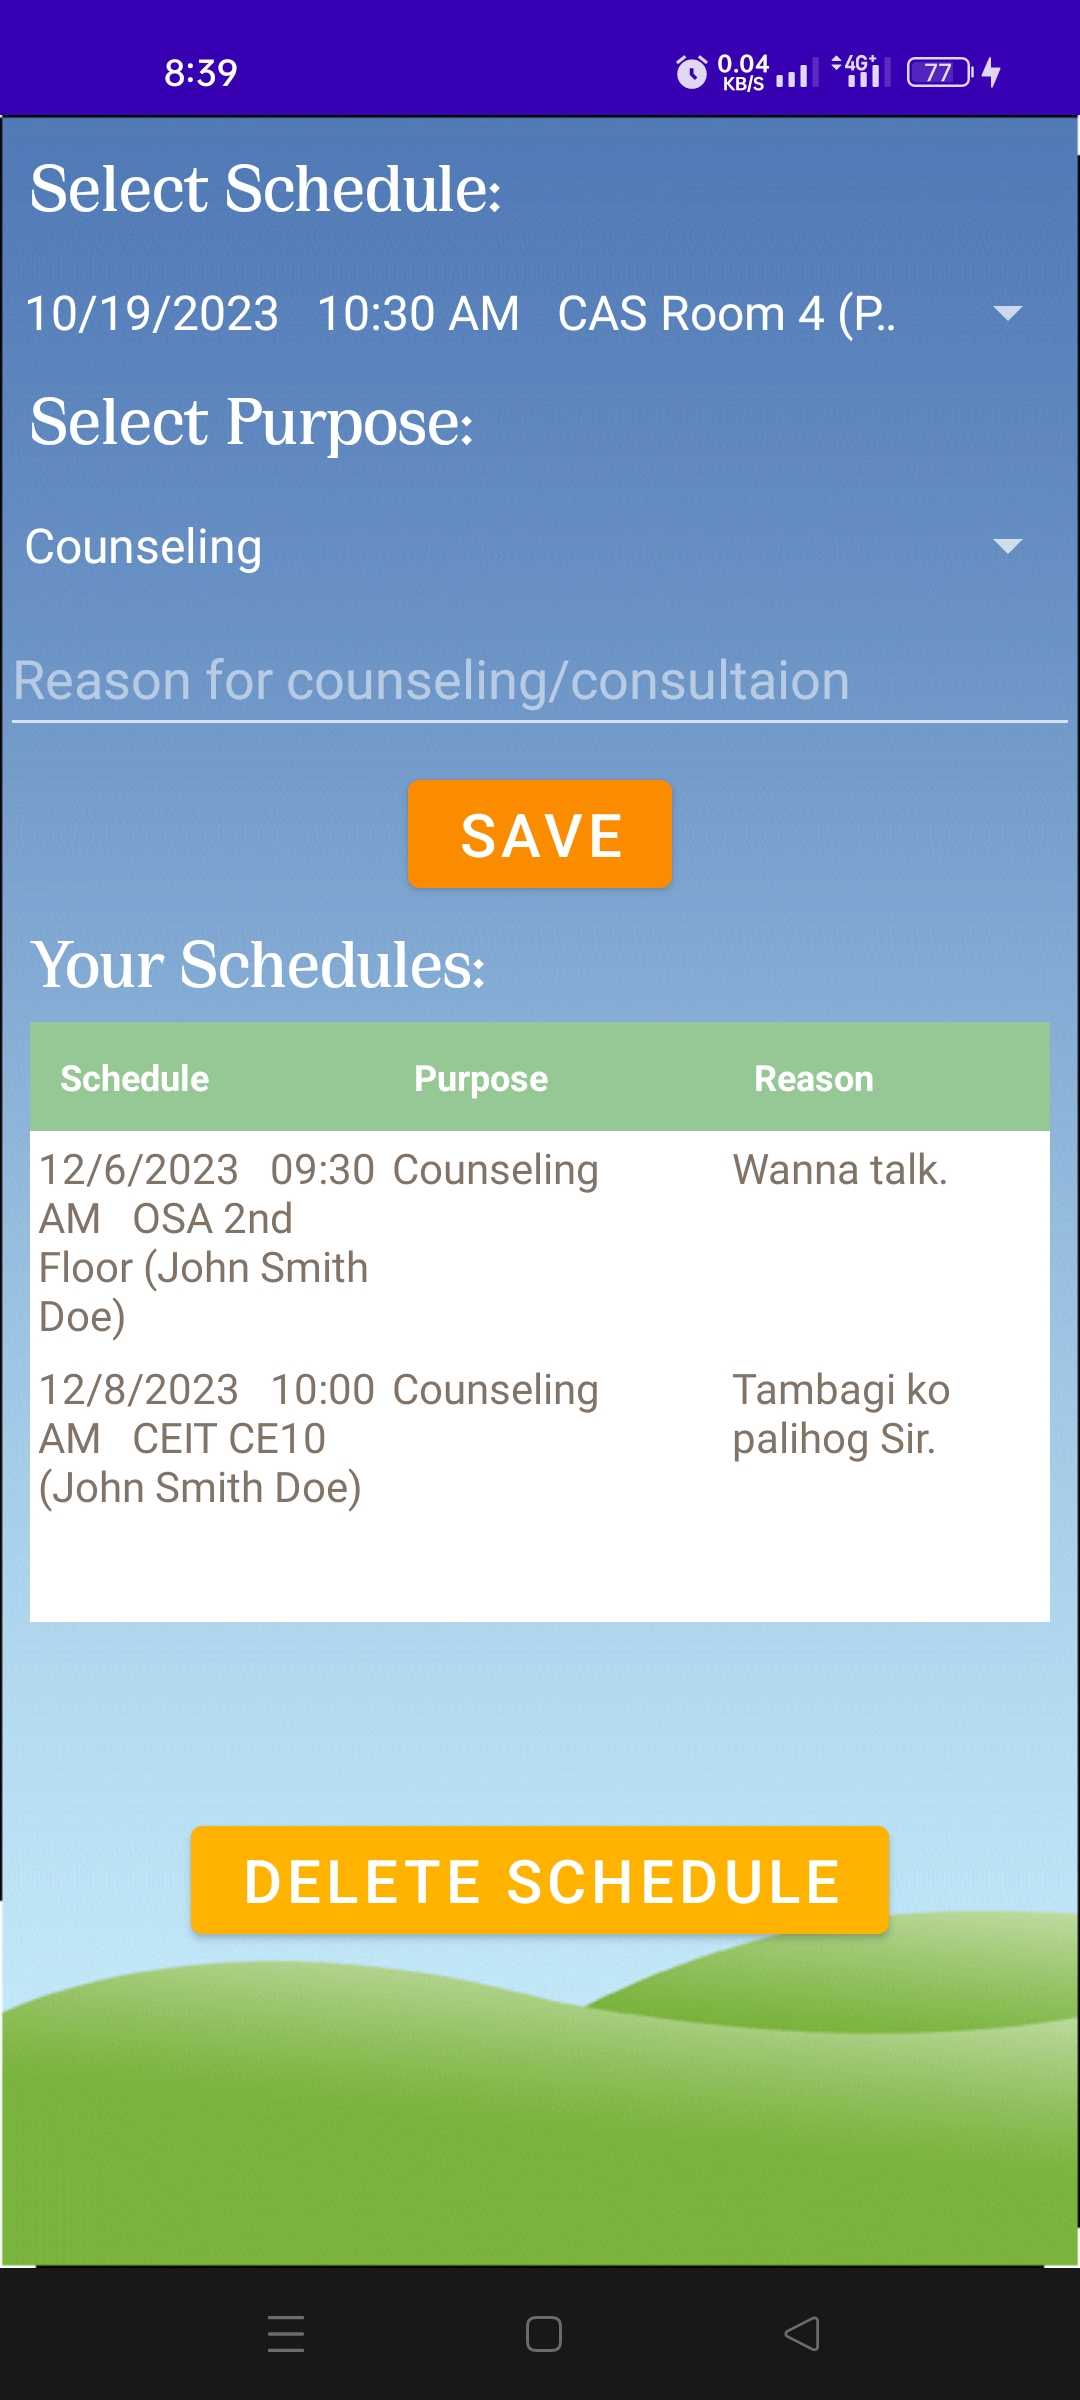 8:39
0.04
KB/S
4G+
77
Select Schedule:
10/19/2023 10:30 AM CAS Room 4 (P..
Select Purpose:
Counseling
Reason for counseling/consultaion
SAVE
Your Schedules:
Schedule Purpose Reason
12/6/2023 09:30 Counseling Wanna talk.
AM OSA 2nd
Floor (John Smith
Doe)
12/8/2023 10:00 Counseling Tambagi ko
AM CEIT CE10 palihog Sir.
(John Smith Doe)
DELETE SCHEDULE